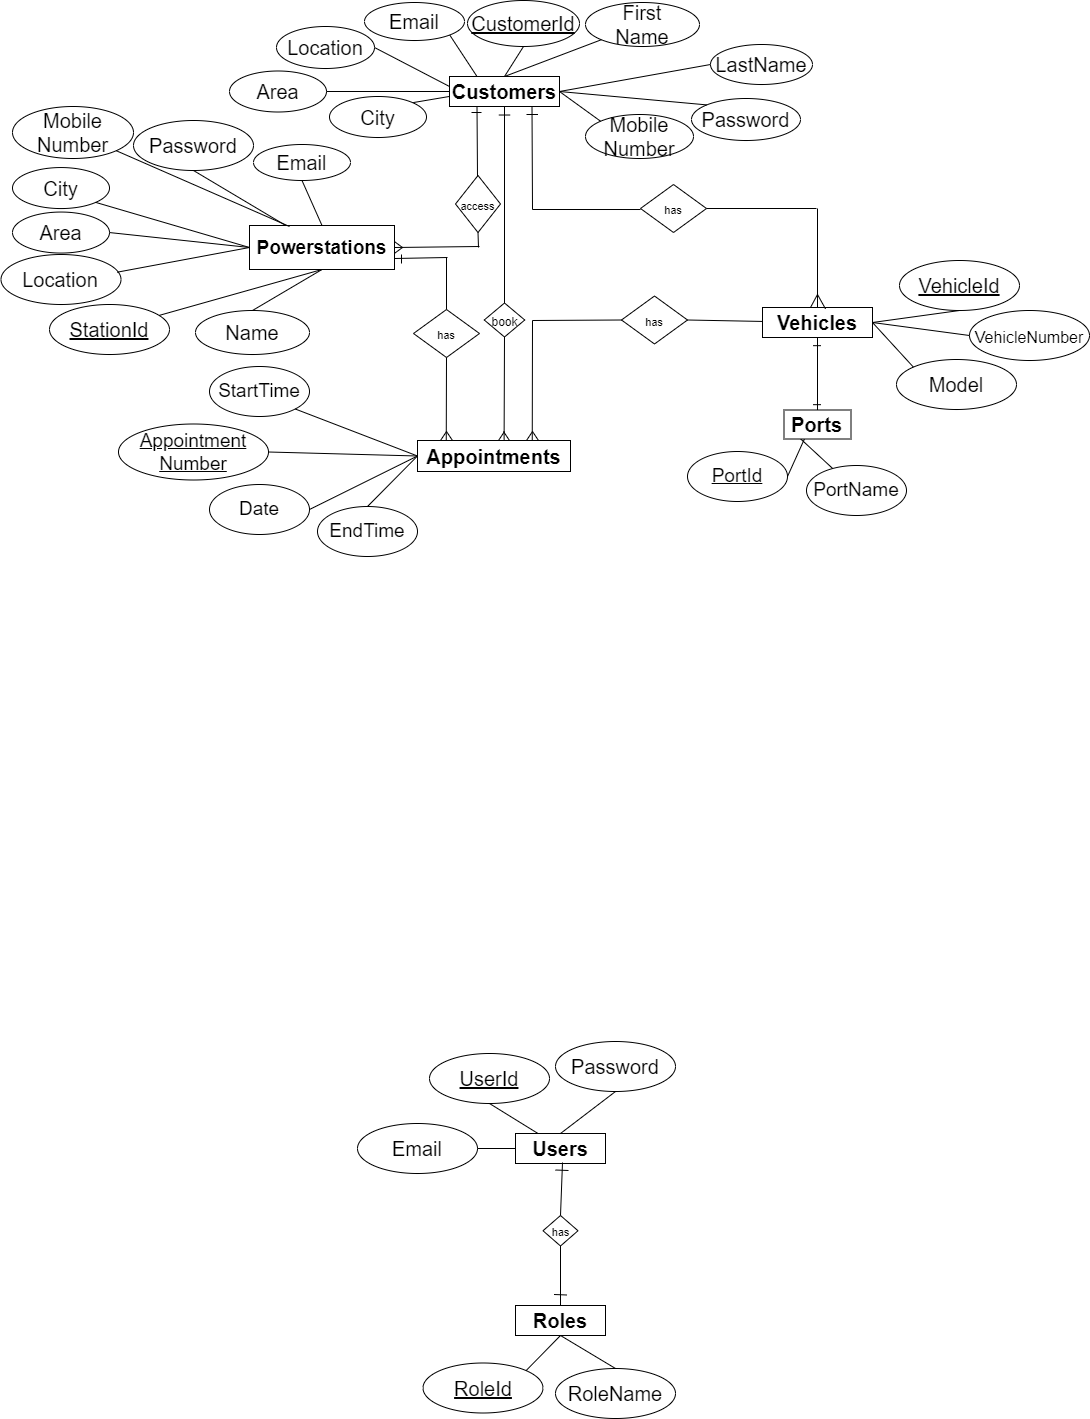 Email
CustomerId
First
Name
Location
LastName
Area
Customers
City
Password
Mobile
Number
Mobile
Number
Password
Email
City
access
has
Area
Powerstations
Location
StationId
Name
has
book
has
VehicleId
Vehicles
VehicleNumber
Model
StartTime
Appointment
Number
Appointments
Ports
Date
EndTime
PortId
PortName
UserId
Password
Email
Users
has
Roles
RoleId
RoleName